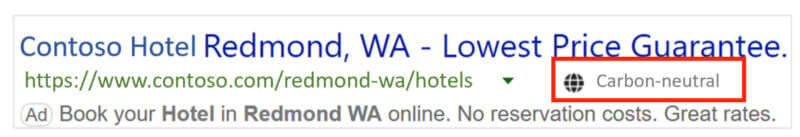 Contoso Hotel Redmond, WA - Lowest Price Guarantee.
https://www.contoso.com/redmond-wa/hotels Carbon-neutral
Ad Book your Hotel in Redmond WA online. No reservation costs. Great rates.